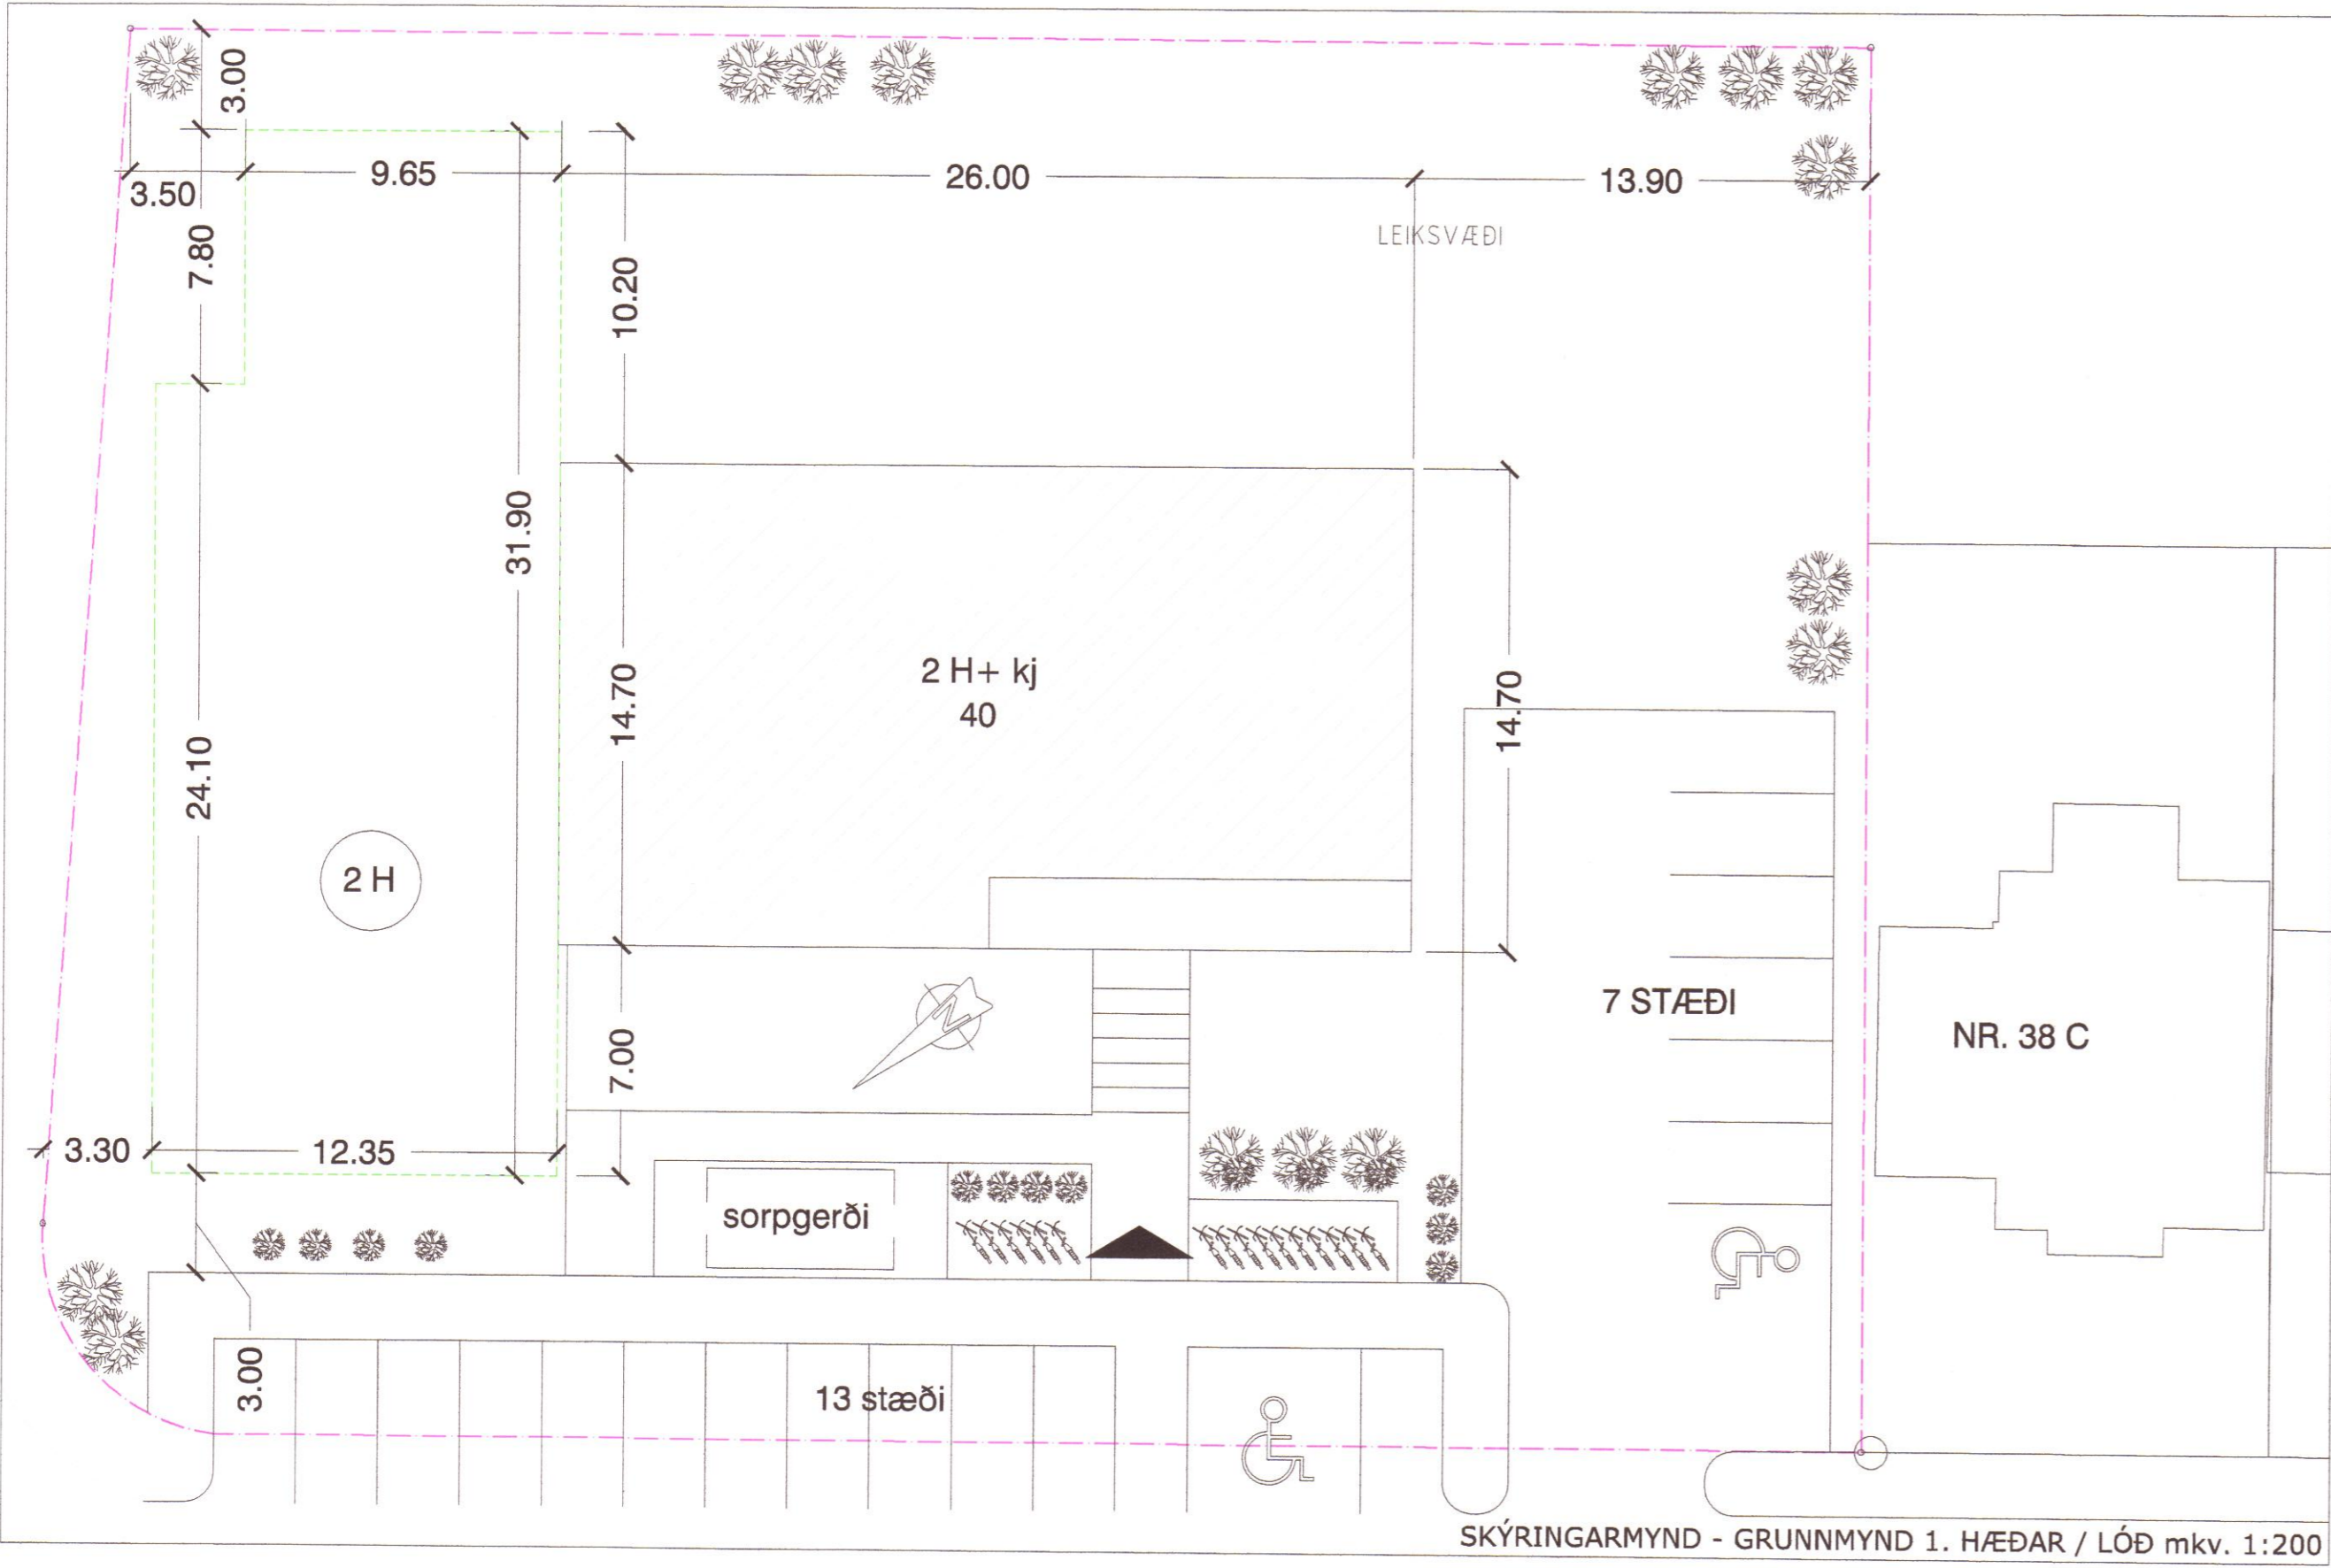 3.00
3.50
9.65
26.00
13.90
7.80
10.20
LEIKSVÆÐI
31.90
14.70
2 H+ kj
40
14.70
24.10
2 H
N
7 STÆÐI
NR. 38 C
7.00
3.30
12.35
sorpgerði
3.00
13 stæði
SKÝRINGARMYND - GRUNNMYND 1. HÆÐAR / LÓÐ mkv. 1:200